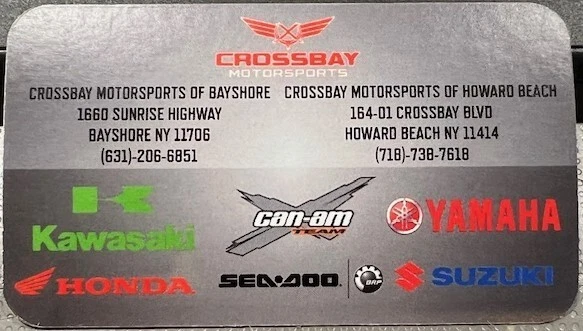 CROSSBAY
MOTORSPORTS
CROSSBAY MOTORSPORTS OF BAYSHORE
1660 SUNRISE HIGHWAY
BAYSHORE NY 11706
(631)-206-6851
CROSSBAY MOTORSPORTS OF HOWARD BEACH
164-01 CROSSBAY BLVD
HOWARD BEACH NY 11414
(718)-738-7618
Kawasaki
can-am
X TEAM
YAMAHA
HONDA
SEA-DOO
BRP
SUZUKI